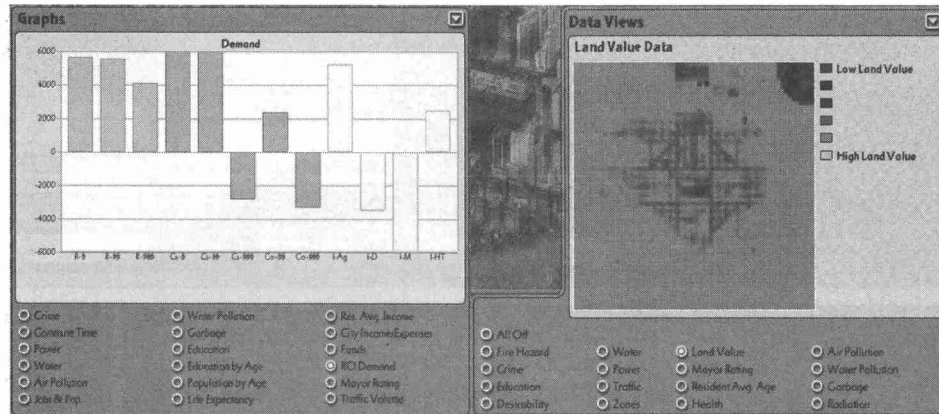 Graphs
Demand
6000
4000
2000
0
-2000
-4000
-6000
R-$ R-$$ R-$$$ Cs-$ Cs-$$ Cs-$$$ Co-$$ Co-$$$ I-Ag I-D I-M I-HT
Crime
Commute Time
Power
Water
Air Pollution
Jobs & Pop.
Water Pollution
Garbage
Education
Education by Age
Population by Age
Life Expectancy
Res. Avg. Income
City Income/Expenses
Funds
RCI Demand
Mayor Rating
Traffic Volume
Data Views
Land Value Data
Low Land Value
High Land Value
All Off
Fire Hazard
Crime
Education
Desirability
Water
Power
Traffic
Zones
Land Value
Mayor Rating
Resident Avg. Age
Health
Air Pollution
Water Pollution
Garbage
Radiation